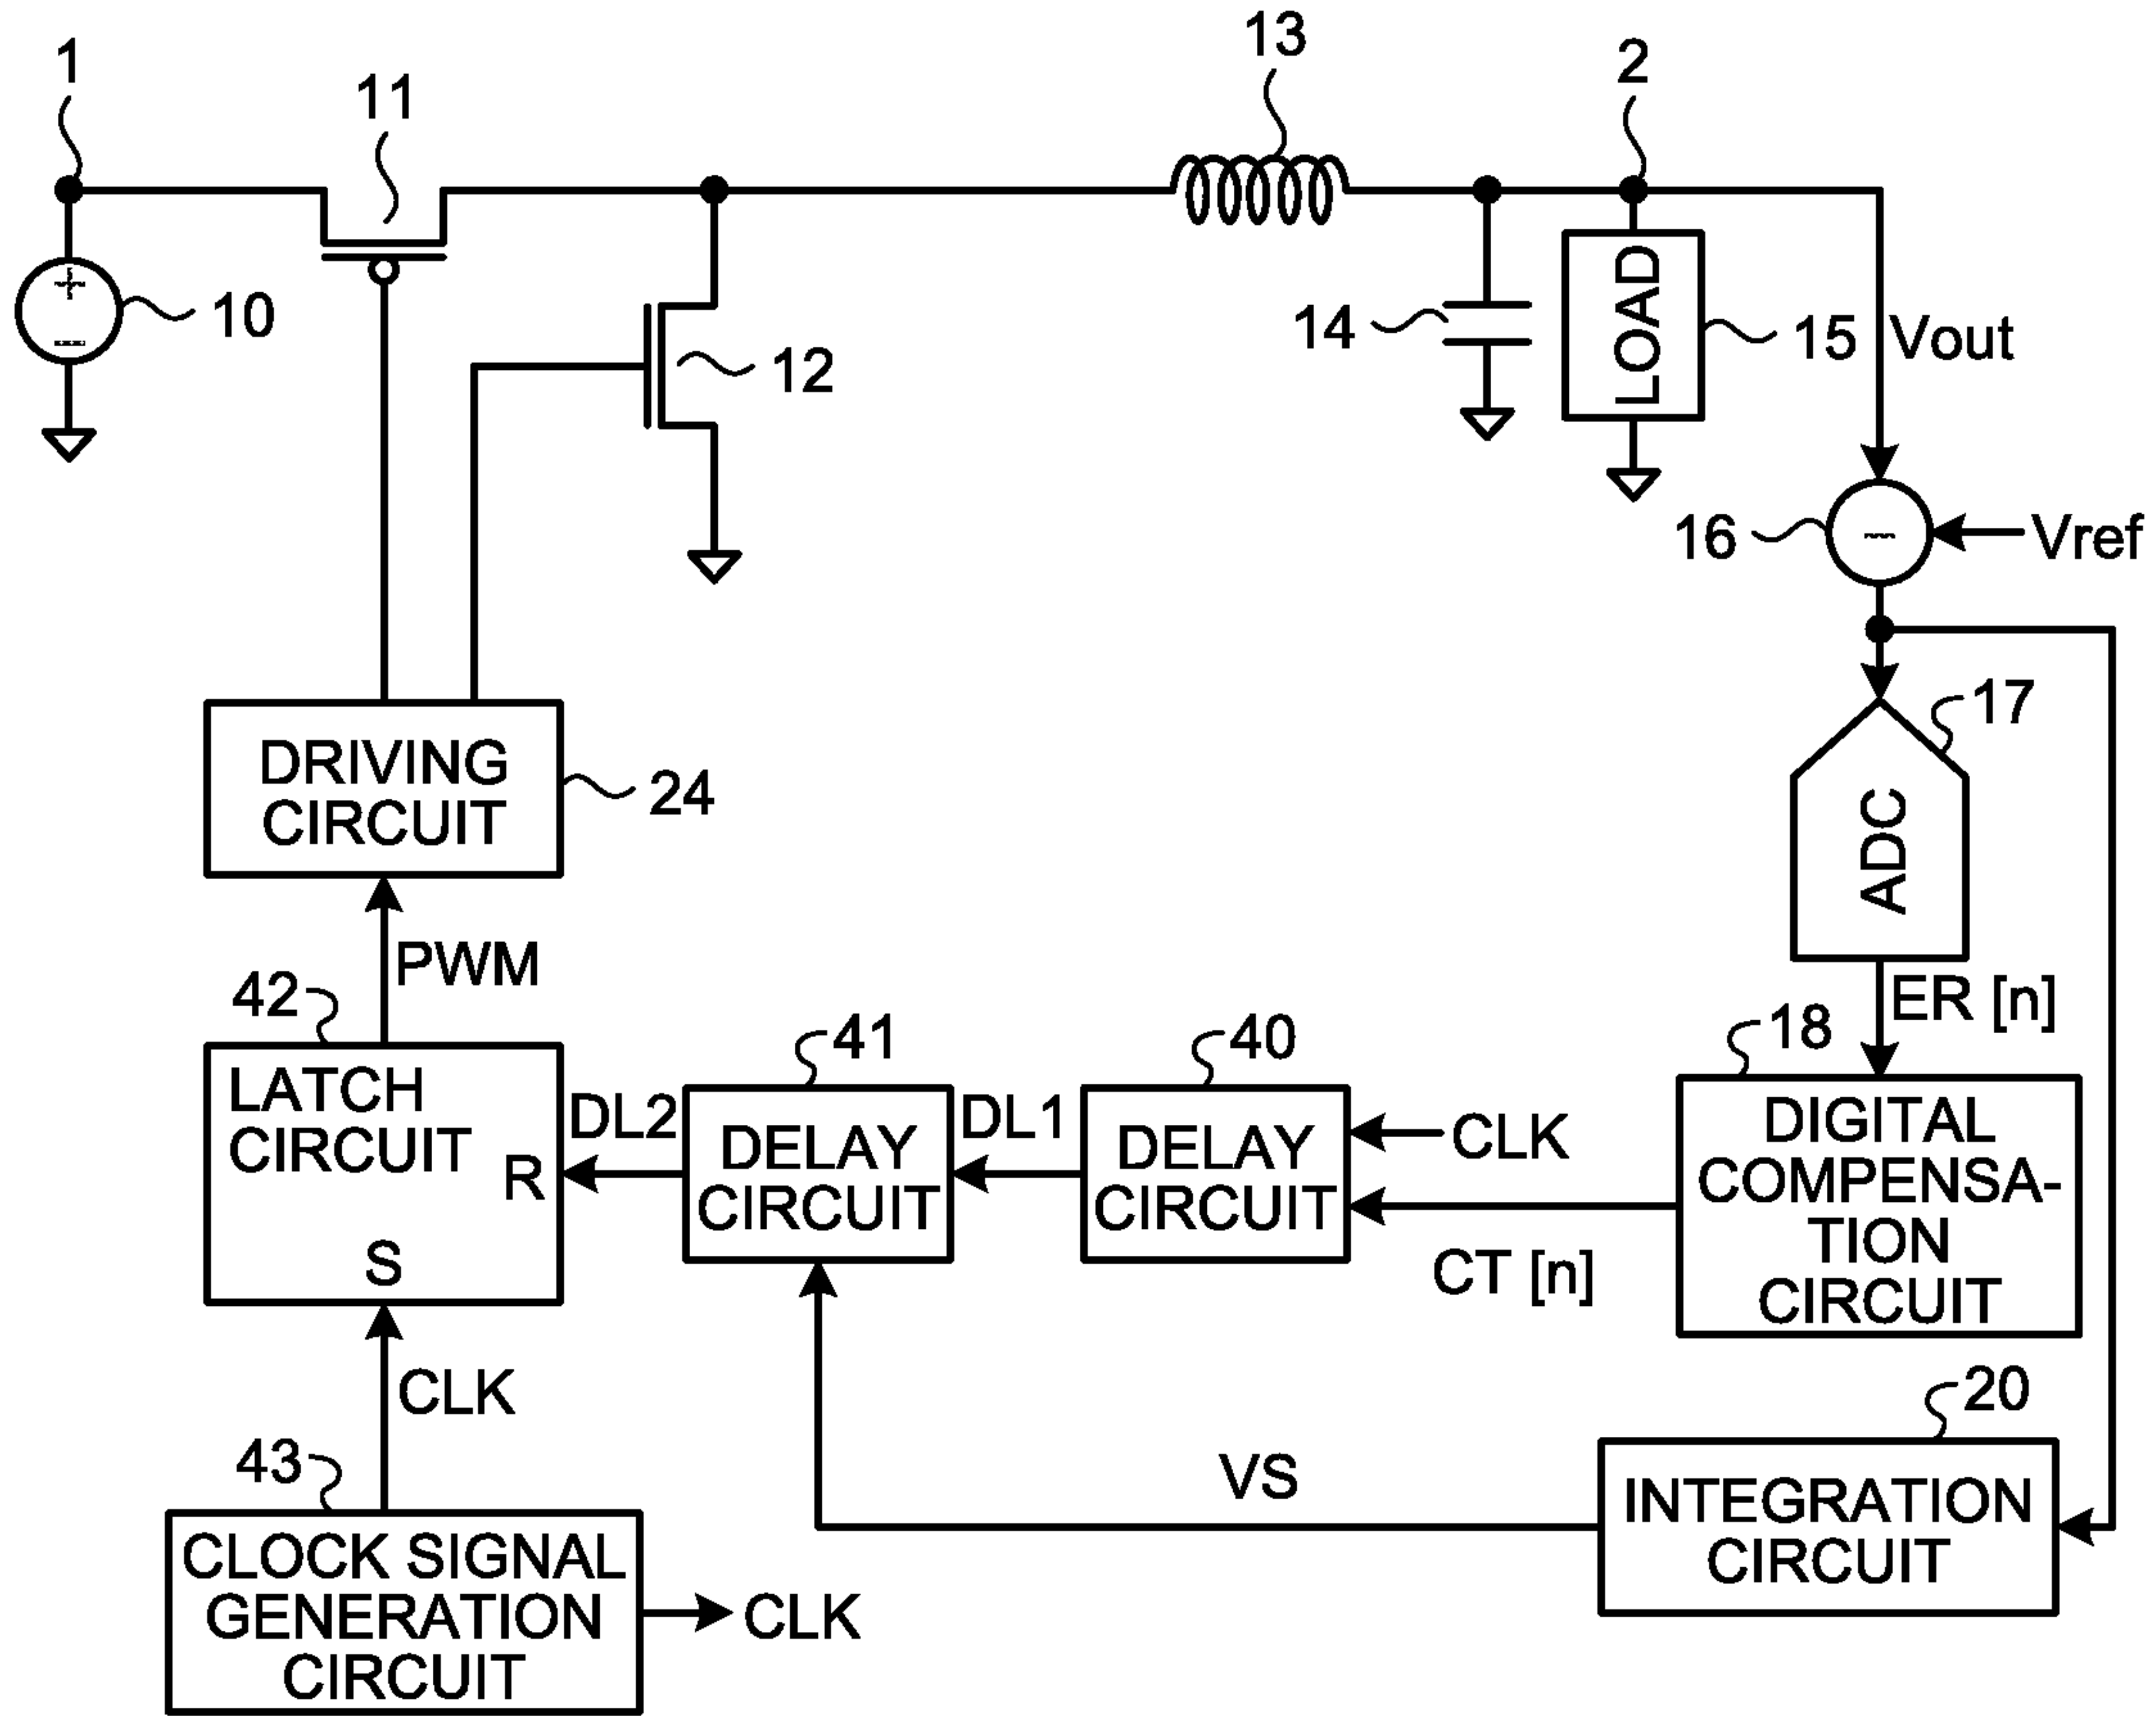 1
11
13
2
10
12
14
LOAD
15
Vout
16
Vref
17
ADC
DRIVING
CIRCUIT
24
PWM
ER [n]
42
41
40
18
LATCH
CIRCUIT
R
S
DL2
DELAY
CIRCUIT
DL1
DELAY
CIRCUIT
CLK
CT [n]
DIGITAL
COMPENSA-
TION
CIRCUIT
CLK
43
VS
20
INTEGRATION
CIRCUIT
CLOCK SIGNAL
GENERATION
CIRCUIT
CLK